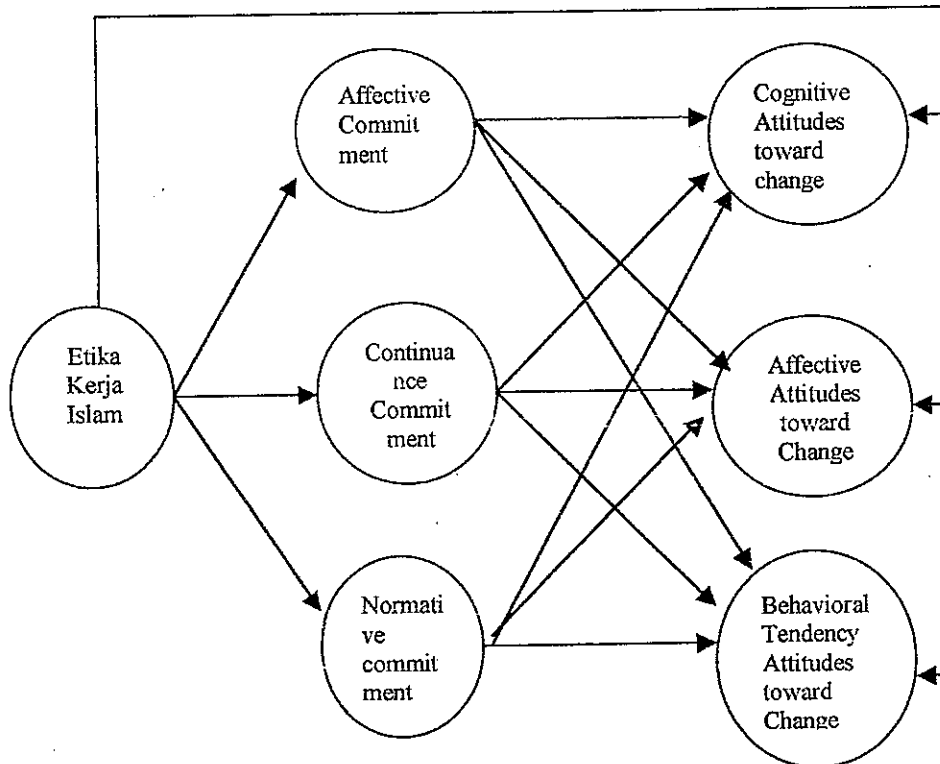 Affective
Commit
ment
Cognitive
Attitudes
toward
change
Etika
Kerja
Islam
Continua
nce
Commit
ment
Affective
Attitudes
toward
Change
Normati
ve
commit
ment
Behavioral
Tendency
Attitudes
toward
Change